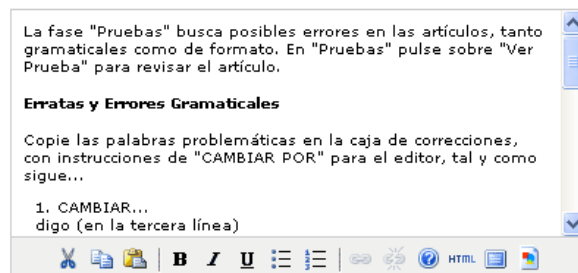 La fase "Pruebas" busca posibles errores en las artículos, tanto
gramaticales como de formato. En "Pruebas" pulse sobre "Ver
Prueba" para revisar el artículo.
Erratas y Errores Gramaticales
Copie las palabras problemáticas en la caja de correcciones,
con instrucciones de "CAMBIAR POR" para el editor, tal y como
sigue...
1. CAMBIAR...
digo (en la tercera línea)
B I U HTML